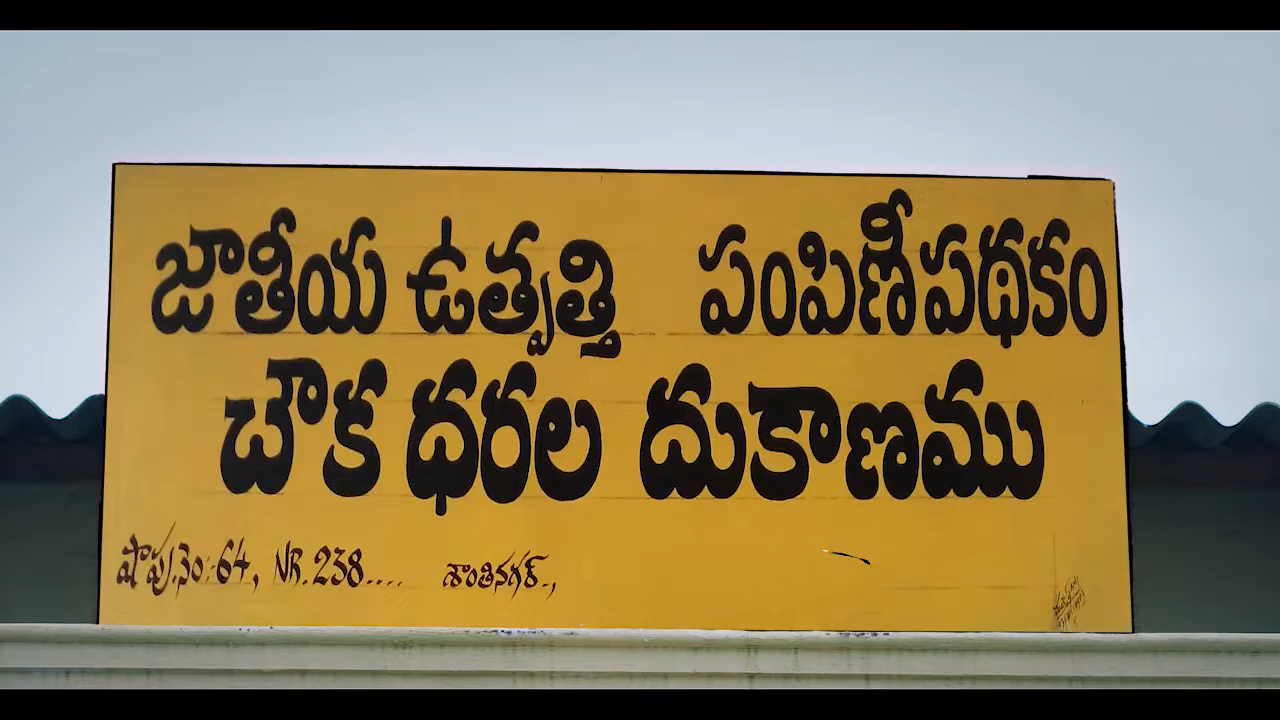 జాతీయ ఉత్పత్తి పంపిణీ పథకం
చౌక ధరల దుకాణము
షాపు.నెం:64, NR.238.... శాంతినగర్.,